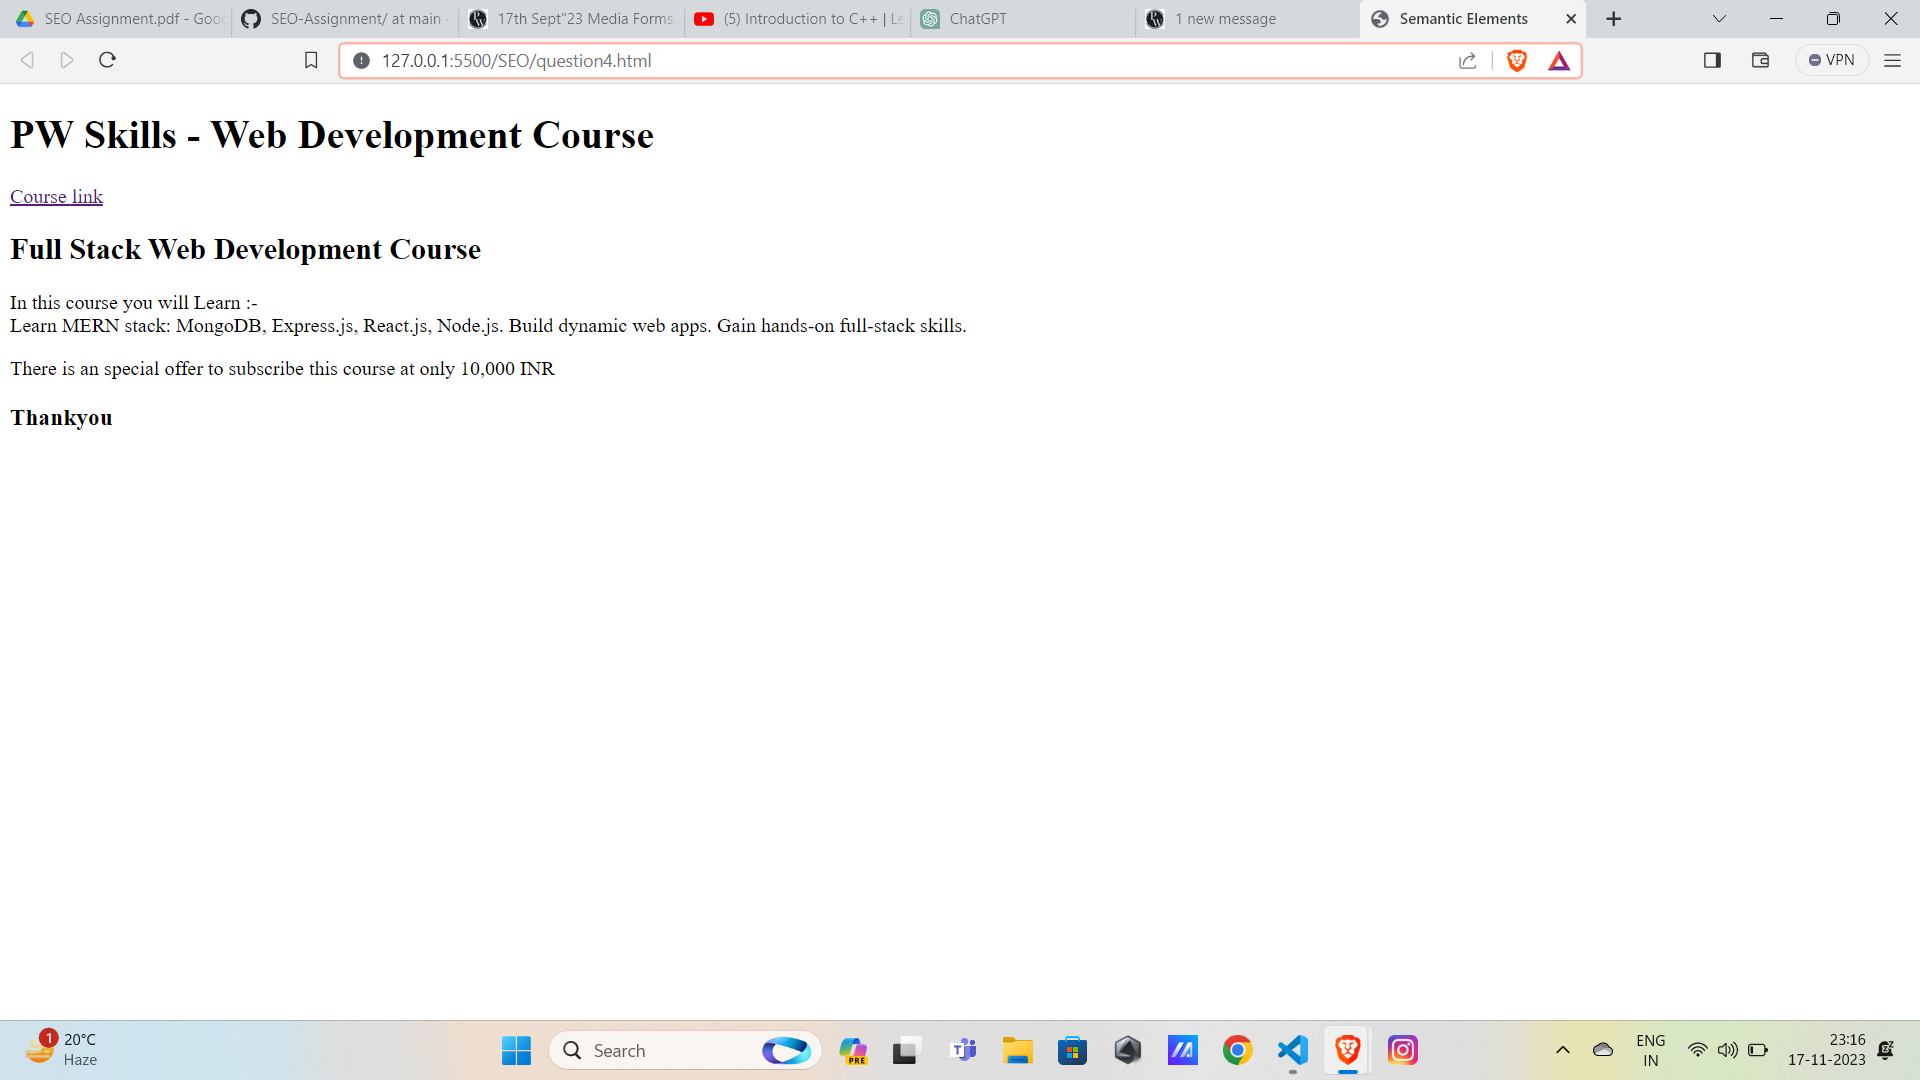 SEO Assignment.pdf - Goog
SEO-Assignment/ at main
17th Sept"23 Media Forms,
(5) Introduction to C++ | Le
ChatGPT
1 new message
Semantic Elements
127.0.0.1:5500/SEO/question4.html
VPN
PW Skills - Web Development Course
Course link
Full Stack Web Development Course
In this course you will Learn :-
Learn MERN stack: MongoDB, Express.js, React.js, Node.js. Build dynamic web apps. Gain hands-on full-stack skills.
There is an special offer to subscribe this course at only 10,000 INR
Thankyou
1
20°C
Haze
Search
PRE
ENG
IN
23:16
17-11-2023